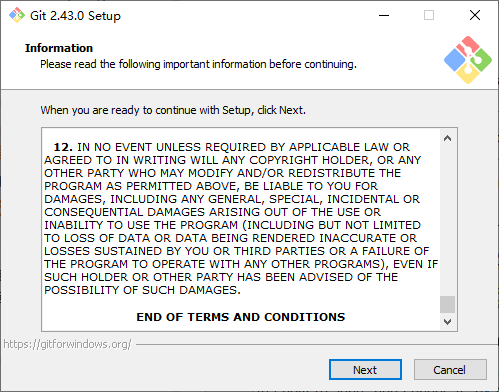 Git 2.43.0 Setup
Information
Please read the following important information before continuing.
When you are ready to continue with Setup, click Next.
12. IN NO EVENT UNLESS REQUIRED BY APPLICABLE LAW OR
AGREED TO IN WRITING WILL ANY COPYRIGHT HOLDER, OR ANY
OTHER PARTY WHO MAY MODIFY AND/OR REDISTRIBUTE THE
PROGRAM AS PERMITTED ABOVE, BE LIABLE TO YOU FOR
DAMAGES, INCLUDING ANY GENERAL, SPECIAL, INCIDENTAL OR
CONSEQUENTIAL DAMAGES ARISING OUT OF THE USE OR
INABILITY TO USE THE PROGRAM (INCLUDING BUT NOT LIMITED
TO LOSS OF DATA OR DATA BEING RENDERED INACCURATE OR
LOSSES SUSTAINED BY YOU OR THIRD PARTIES OR A FAILURE OF
THE PROGRAM TO OPERATE WITH ANY OTHER PROGRAMS), EVEN IF
SUCH HOLDER OR OTHER PARTY HAS BEEN ADVISED OF THE
POSSIBILITY OF SUCH DAMAGES.
END OF TERMS AND CONDITIONS
https://gitforwindows.org/
Next
Cancel